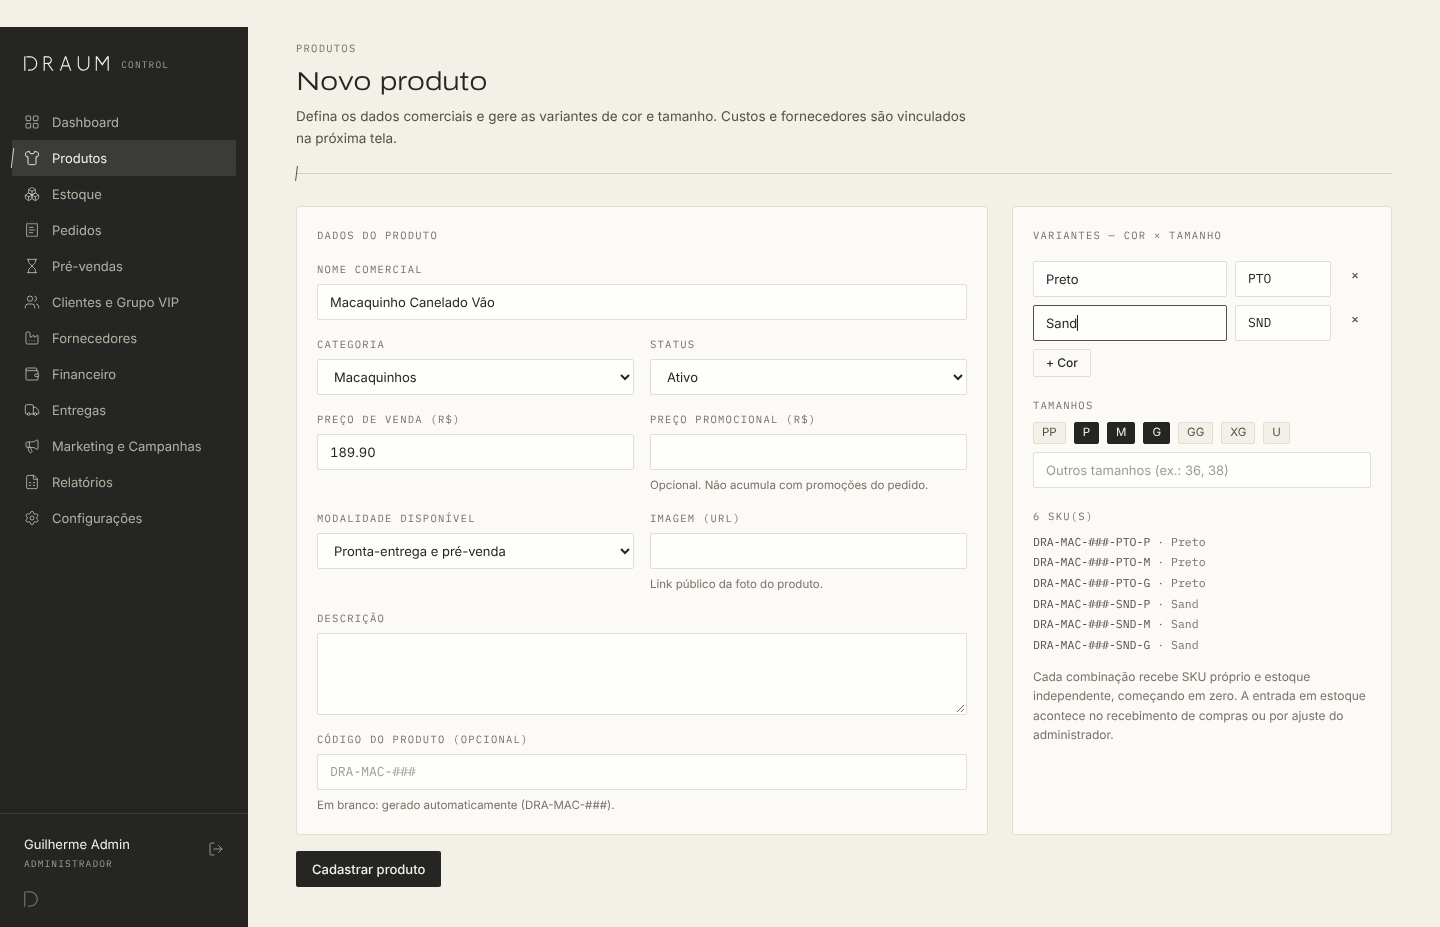 DRAUM CONTROL
Dashboard
Produtos
Estoque
Pedidos
Pré-vendas
Clientes e Grupo VIP
Fornecedores
Financeiro
Entregas
Marketing e Campanhas
Relatórios
Configurações
Guilherme Admin
ADMINISTRADOR
D
PRODUTOS
Novo produto
Defina os dados comerciais e gere as variantes de cor e tamanho. Custos e fornecedores são vinculados
na próxima tela.
DADOS DO PRODUTO
NOME COMERCIAL
Macaquinho Canelado Vão
CATEGORIA
Macaquinhos
STATUS
Ativo
PREÇO DE VENDA (R$)
189.90
PREÇO PROMOCIONAL (R$)
Opcional. Não acumula com promoções do pedido.
MODALIDADE DISPONÍVEL
Pronta-entrega e pré-venda
IMAGEM (URL)
Link público da foto do produto.
DESCRIÇÃO
CÓDIGO DO PRODUTO (OPCIONAL)
DRA-MAC-###
Em branco: gerado automaticamente (DRA-MAC-###).
Cadastrar produto
VARIANTES — COR × TAMANHO
Preto PTO ×
Sand SND ×
+ Cor
TAMANHOS
PP P M G GG XG U
Outros tamanhos (ex.: 36, 38)
6 SKU(S)
DRA-MAC-###-PTO-P · Preto
DRA-MAC-###-PTO-M · Preto
DRA-MAC-###-PTO-G · Preto
DRA-MAC-###-SND-P · Sand
DRA-MAC-###-SND-M · Sand
DRA-MAC-###-SND-G · Sand
Cada combinação recebe SKU próprio e estoque
independente, começando em zero. A entrada em estoque
acontece no recebimento de compras ou por ajuste do
administrador.